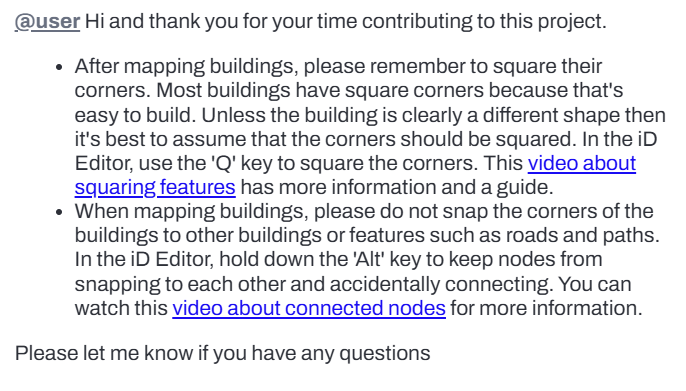 @user Hi and thank you for your time contributing to this project.
• After mapping buildings, please remember to square their
corners. Most buildings have square corners because that's
easy to build. Unless the building is clearly a different shape then
it's best to assume that the corners should be squared. In the iD
Editor, use the 'Q' key to square the corners. This video about
squaring features has more information and a guide.
• When mapping buildings, please do not snap the corners of the
buildings to other buildings or features such as roads and paths.
In the iD Editor, hold down the 'Alt' key to keep nodes from
snapping to each other and accidentally connecting. You can
watch this video about connected nodes for more information.
Please let me know if you have any questions